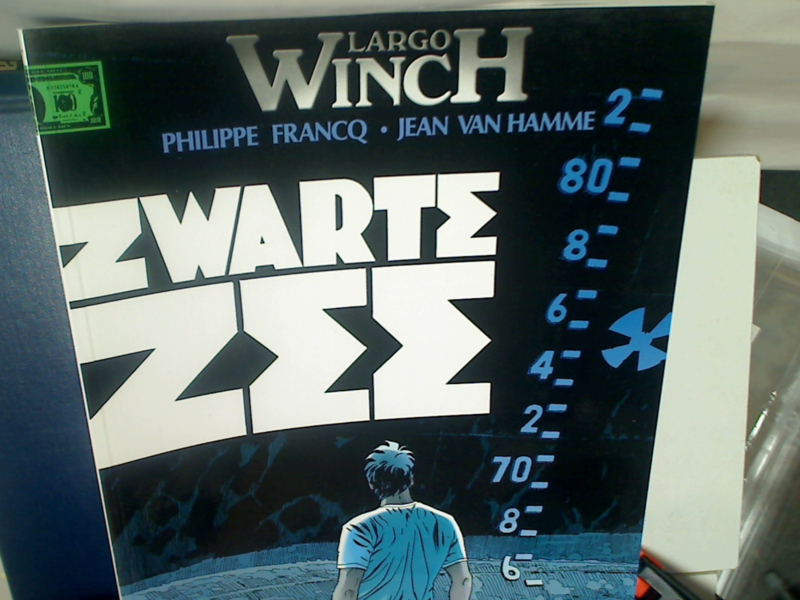 LARGO
WINCH
PHILIPPE FRANCQ • JEAN VAN HAMME
ZWARTE
ZEE
2
80
8
6
4
2
70
8
6